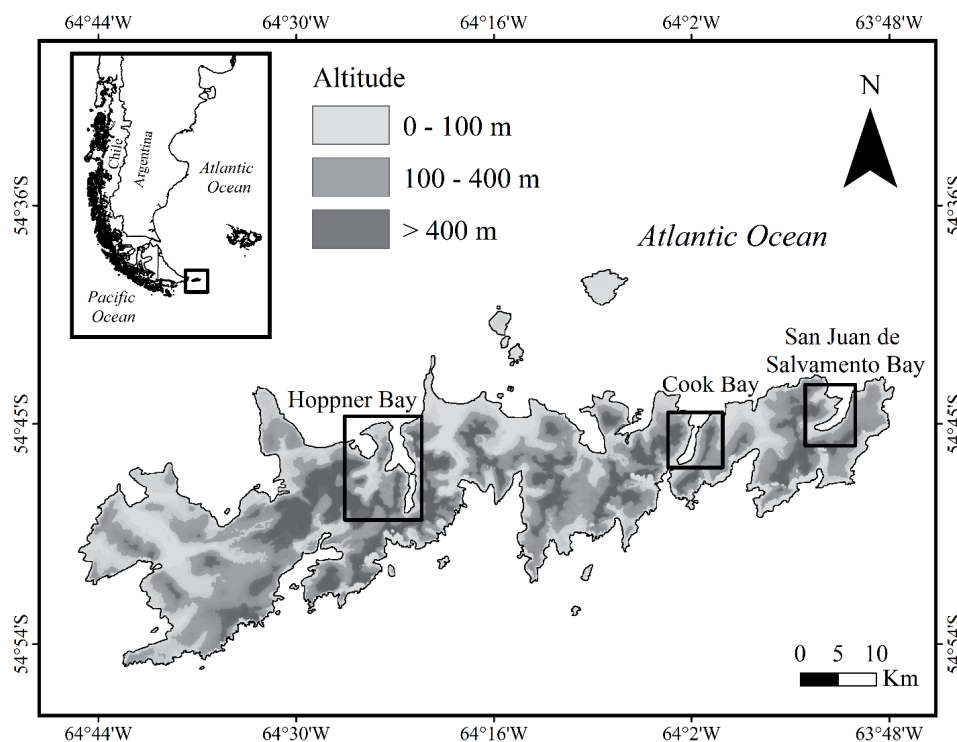 64°44'W
64°30'W
64°16'W
64°2'W
63°48'W
Altitude
0 - 100 m
100 - 400 m
> 400 m
N
Chile
Argentina
Atlantic
Ocean
Pacific
Ocean
54°36'S
54°36'S
Atlantic Ocean
San Juan de
Salvamento Bay
Cook Bay
Hoppner Bay
54°45'S
54°45'S
54°54'S
54°54'S
0 5 10
Km
64°44'W
64°30'W
64°16'W
64°2'W
63°48'W